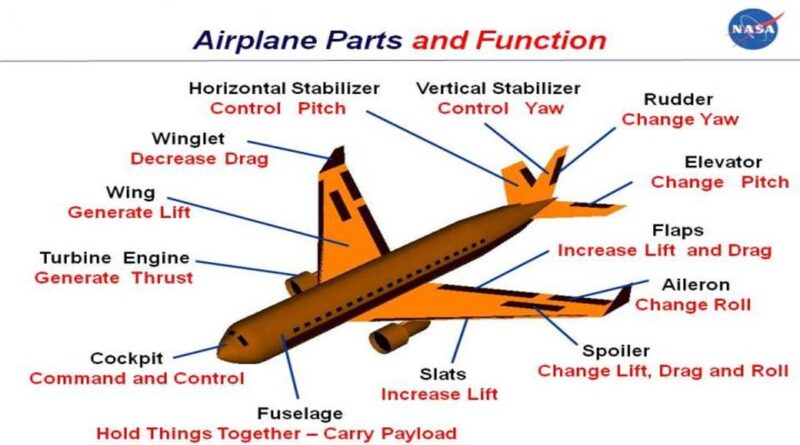 Airplane Parts and Function
NASA
Horizontal Stabilizer
Control Pitch
Vertical Stabilizer
Control Yaw
Rudder
Change Yaw
Winglet
Decrease Drag
Elevator
Change Pitch
Wing
Generate Lift
Flaps
Increase Lift and Drag
Turbine Engine
Generate Thrust
Aileron
Change Roll
Cockpit
Command and Control
Slats
Increase Lift
Spoiler
Change Lift, Drag and Roll
Fuselage
Hold Things Together – Carry Payload